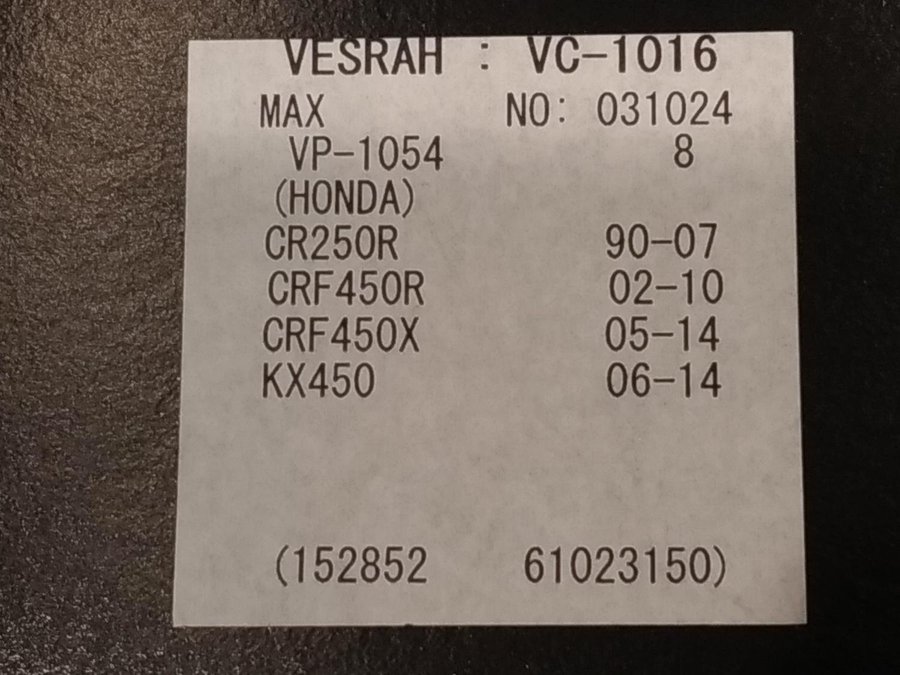 VESRAH : VC-1016
MAX NO: 031024
VP-1054 8
(HONDA)
CR250R 90-07
CRF450R 02-10
CRF450X 05-14
KX450 06-14
(152852 61023150)